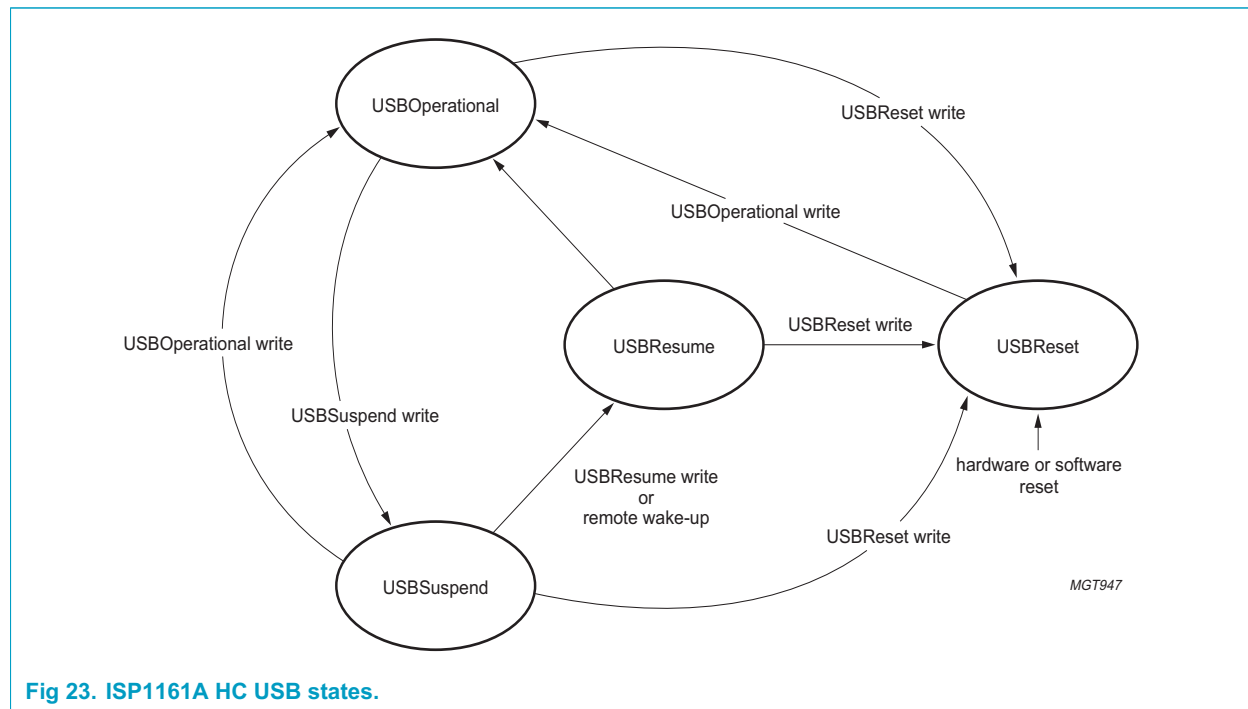 USBOperational
USBReset write
USBOperational write
USBResume
USBReset write
USBReset
USBOperational write
USBSuspend write
hardware or software
reset
USBResume write
or
remote wake-up
USBReset write
USBSuspend
MGT947
Fig 23. ISP1161A HC USB states.